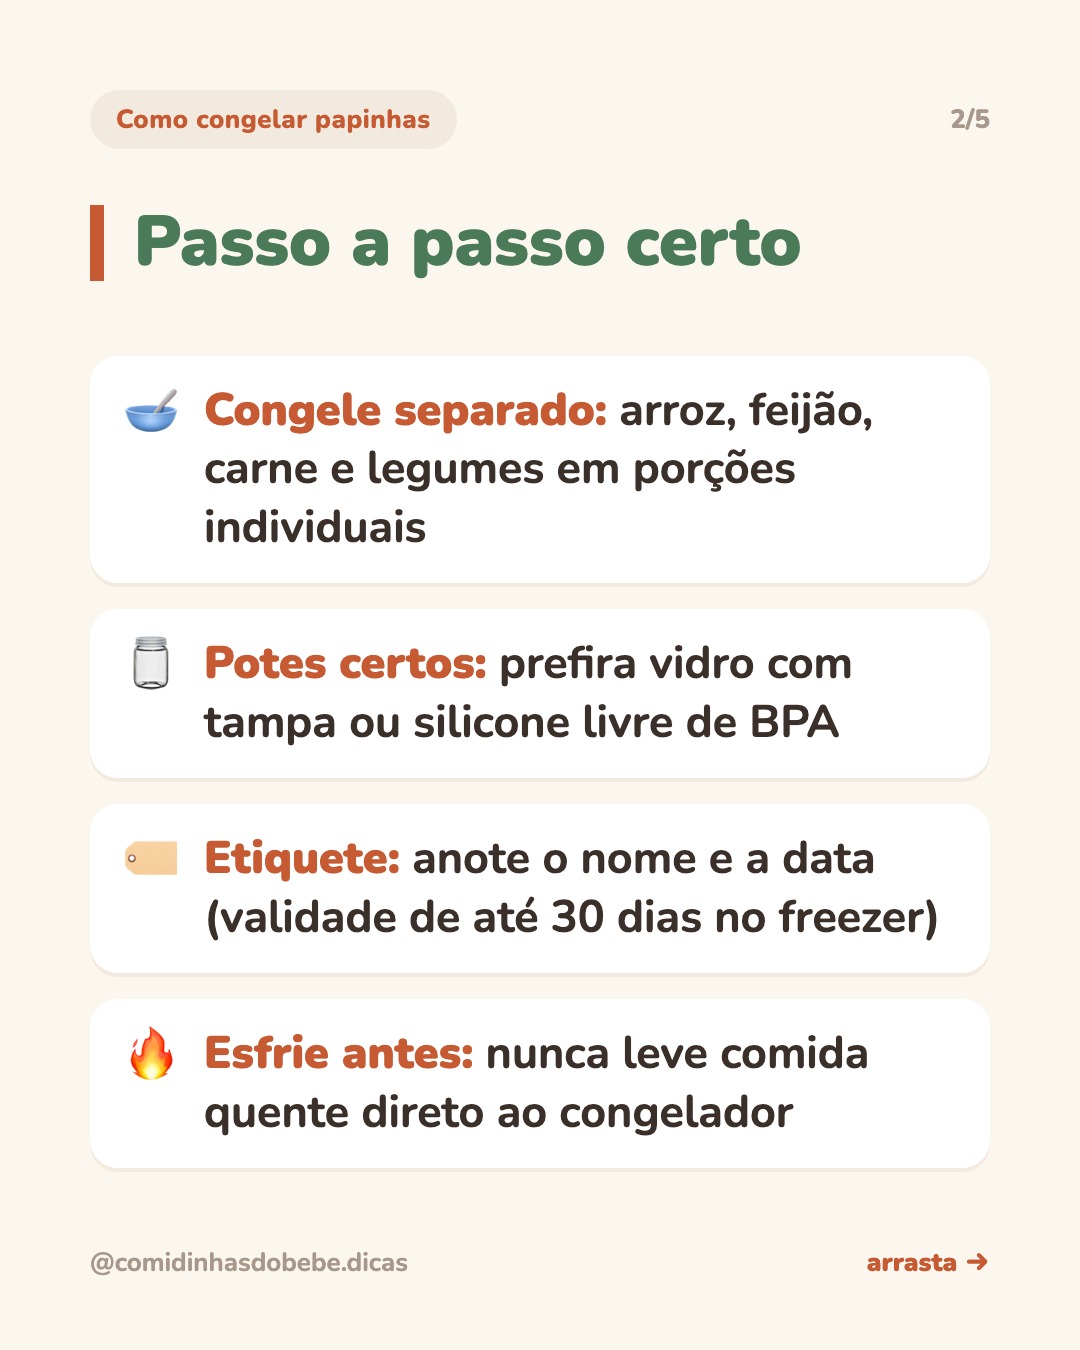 Como congelar papinhas
2/5
Passo a passo certo
Congele separado: arroz, feijão,
carne e legumes em porções
individuais
Potes certos: prefira vidro com
tampa ou silicone livre de BPA
Etiquete: anote o nome e a data
(validade de até 30 dias no freezer)
Esfrie antes: nunca leve comida
quente direto ao congelador
@comidinhasdobebe.dicas
arrasta →